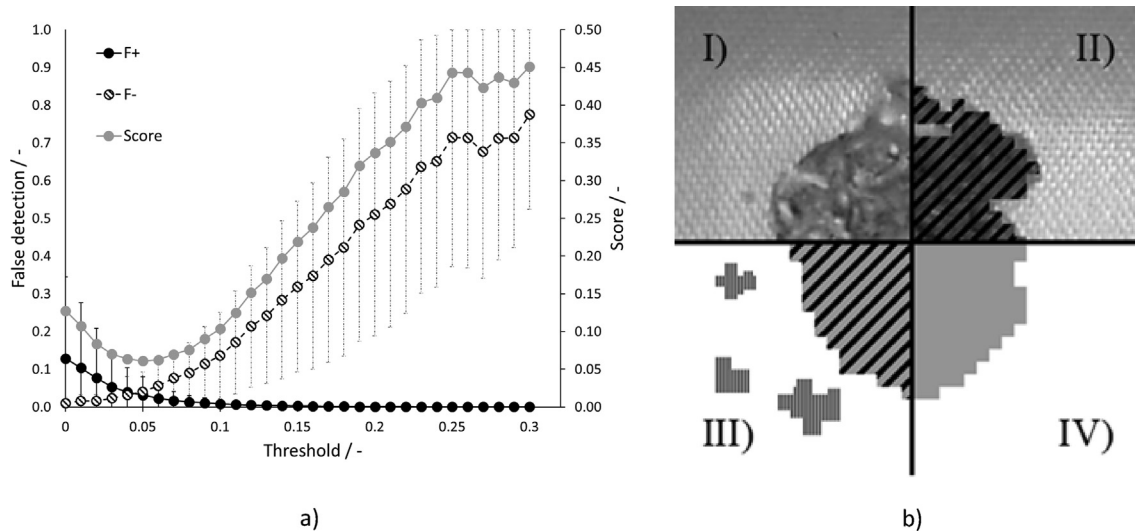 1.0
0.9
0.8
0.7
0.6
0.5
0.4
0.3
0.2
0.1
0.0
False detection / -
F+
F-
Score
0.50
0.45
0.40
0.35
0.30
0.25
0.20
0.15
0.10
0.05
0.00
Score / -
0 0.05 0.1 0.15 0.2 0.25 0.3
Threshold / -
a)
I) II)
III) IV)
b)